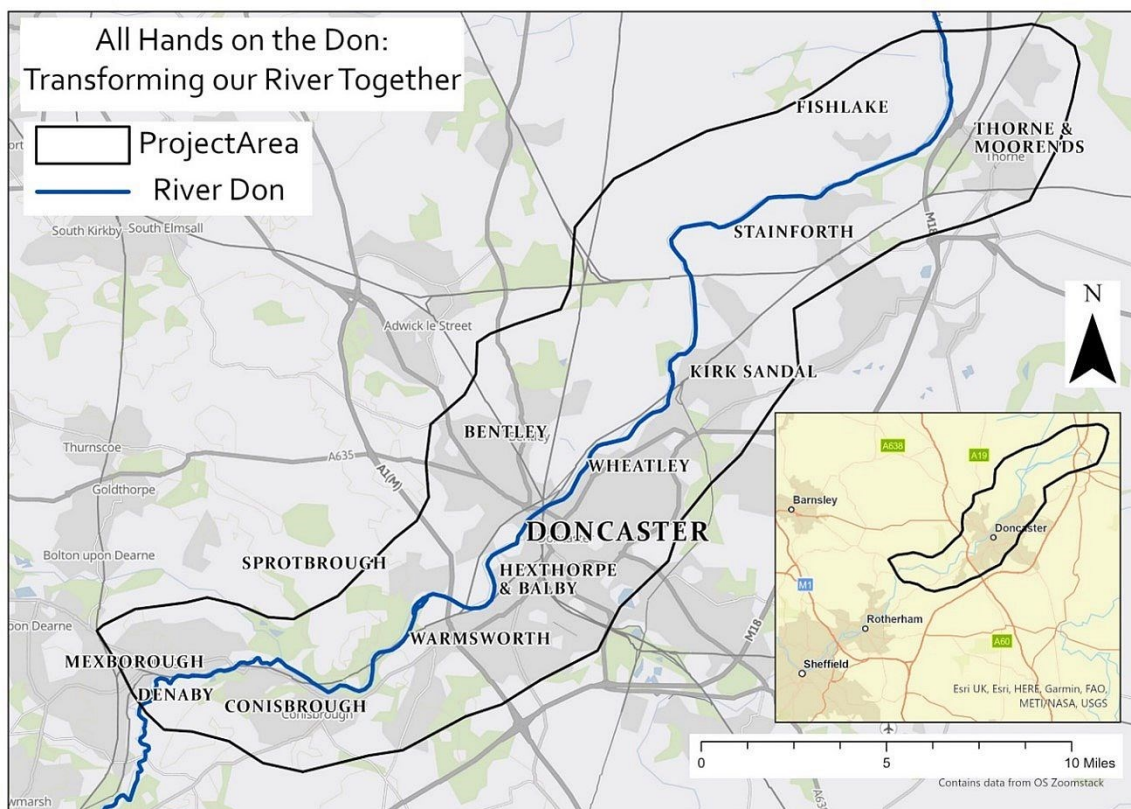 All Hands on the Don:
Transforming our River Together
ProjectArea
River Don
FISHLAKE
THORNE &
MOORENDS
Thorne
South Kirkby
South Elmsall
STAINFORTH
M18
N
Adwick le Street
KIRK SANDAL
BENTLEY
Thurnscoe
A635
A1(M)
WHEATLEY
Goldthorpe
DONCASTER
Bolton upon Dearne
SPROTBROUGH
HEXTHORPE
& BALBY
WARMSWORTH
M18
MEXBOROUGH
DENABY
CONISBROUGH
Conisbrough
A638
A19
Barnsley
Doncaster
M1
Rotherham
A60
Sheffield
Esri UK, Esri, HERE, Garmin, FAO,
METI/NASA, USGS
0 5 10 Miles
Contains data from OS Zoomstack